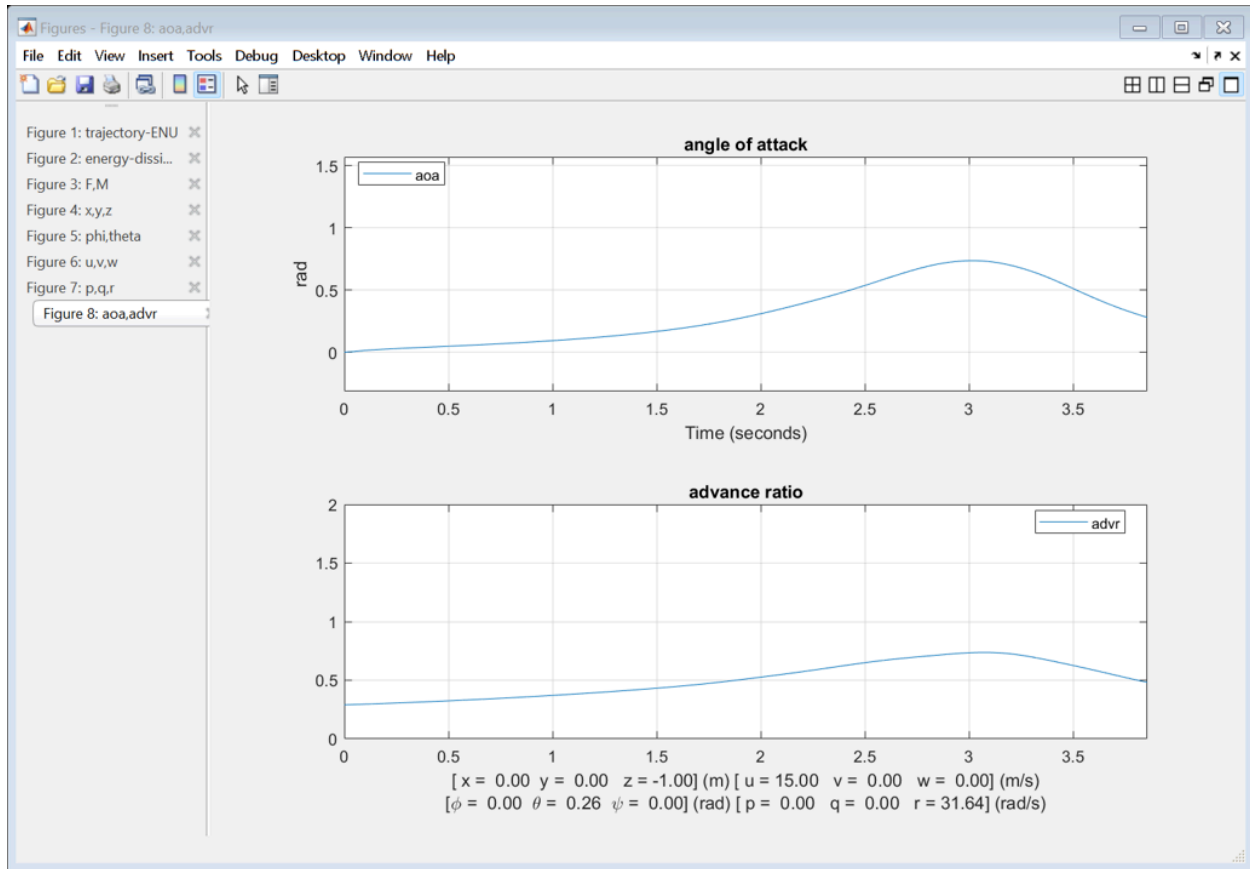 Figures - Figure 8: aoa,advr
File Edit View Insert Tools Debug Desktop Window Help
Figure 1: trajectory-ENU
Figure 2: energy-dissi...
Figure 3: F,M
Figure 4: x,y,z
Figure 5: phi,theta
Figure 6: u,v,w
Figure 7: p,q,r
Figure 8: aoa,advr
angle of attack
aoa
rad
1.5
1
0.5
0
0 0.5 1 1.5 2 2.5 3 3.5
Time (seconds)
advance ratio
advr
2
1.5
1
0.5
0
0 0.5 1 1.5 2 2.5 3 3.5
[ x = 0.00 y = 0.00 z = -1.00] (m) [ u = 15.00 v = 0.00 w = 0.00] (m/s)
[ϕ = 0.00 θ = 0.26 ψ = 0.00] (rad) [ p = 0.00 q = 0.00 r = 31.64] (rad/s)